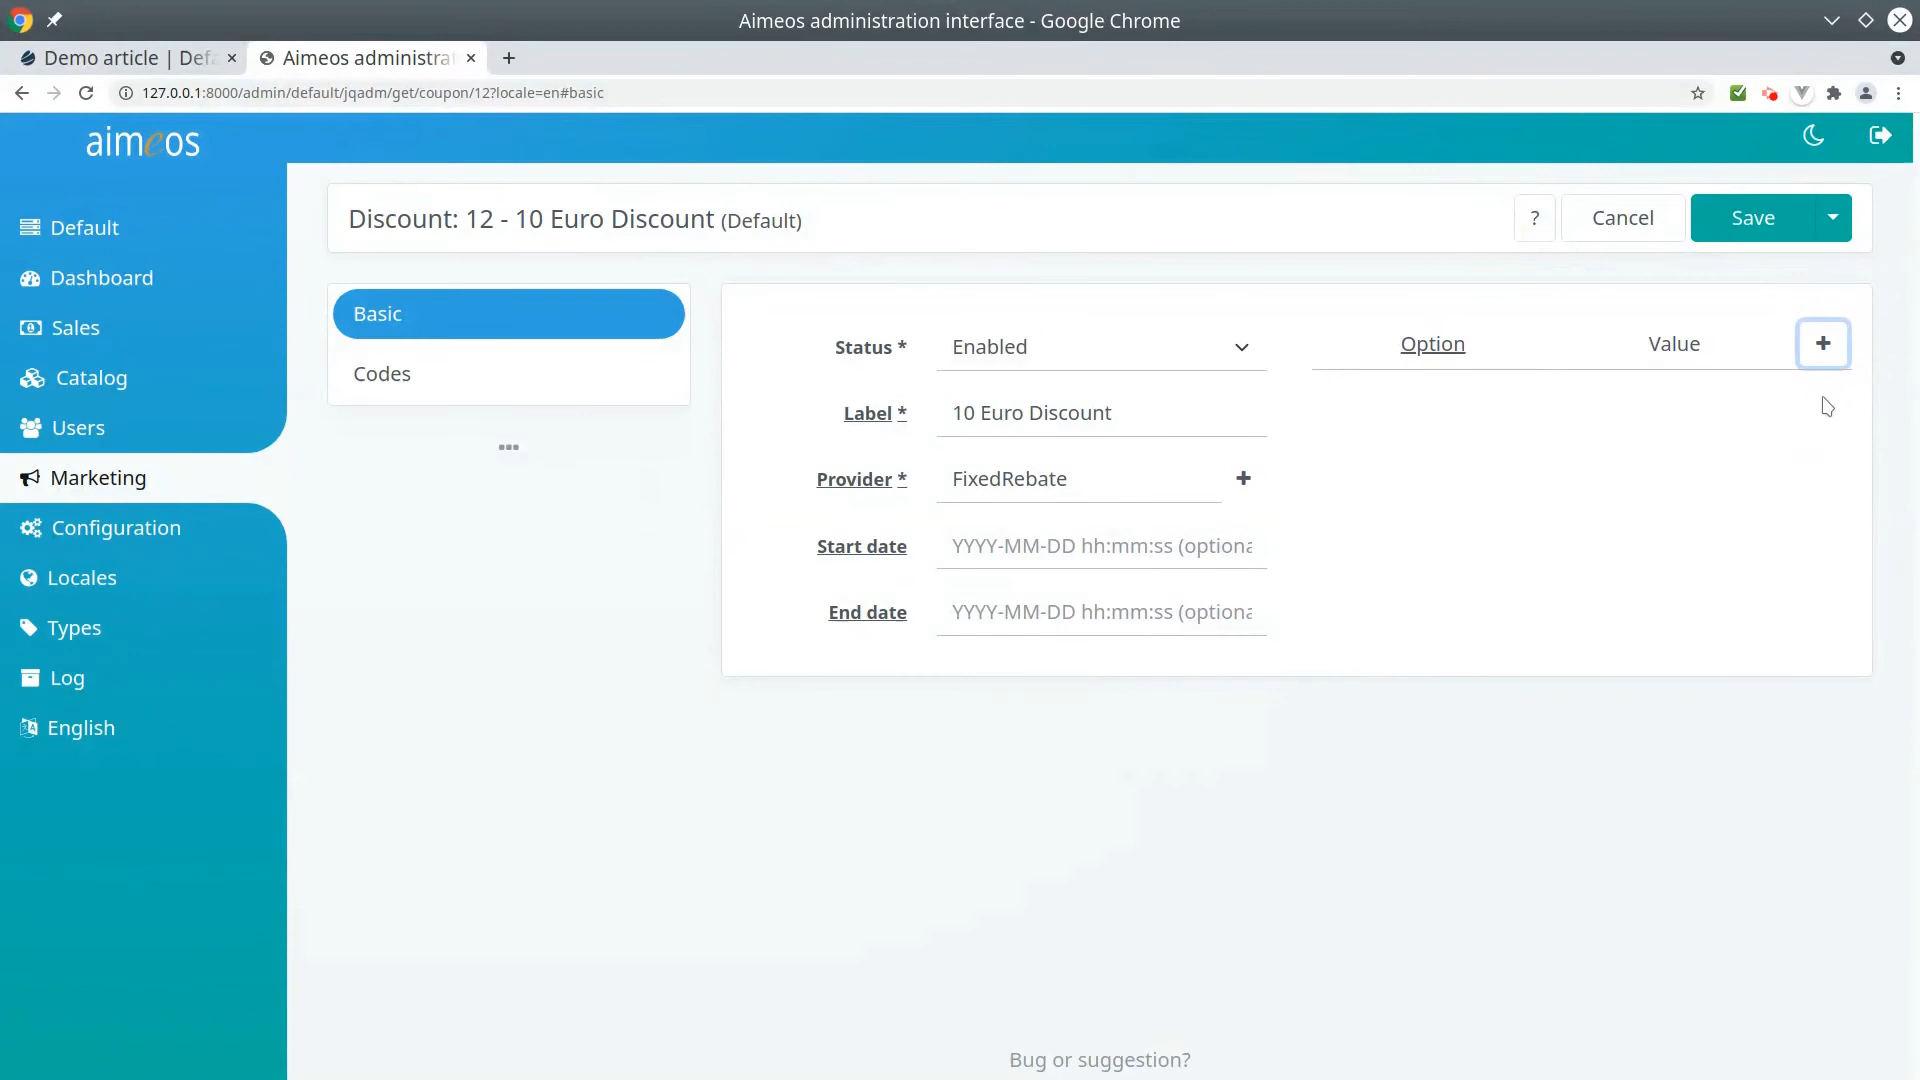 Aimeos administration interface - Google Chrome
Demo article | Defa
Aimeos administra
127.0.0.1:8000/admin/default/jqadm/get/coupon/12?locale=en#basic
aimeos
Discount: 12 - 10 Euro Discount (Default)
?
Cancel
Save
Default
Dashboard
Sales
Catalog
Users
Marketing
Configuration
Locales
Types
Log
English
Basic
Codes
Status *
Enabled
Option
Value
Label *
10 Euro Discount
Provider *
FixedRebate
Start date
YYYY-MM-DD hh:mm:ss (optiona
End date
YYYY-MM-DD hh:mm:ss (optiona
Bug or suggestion?